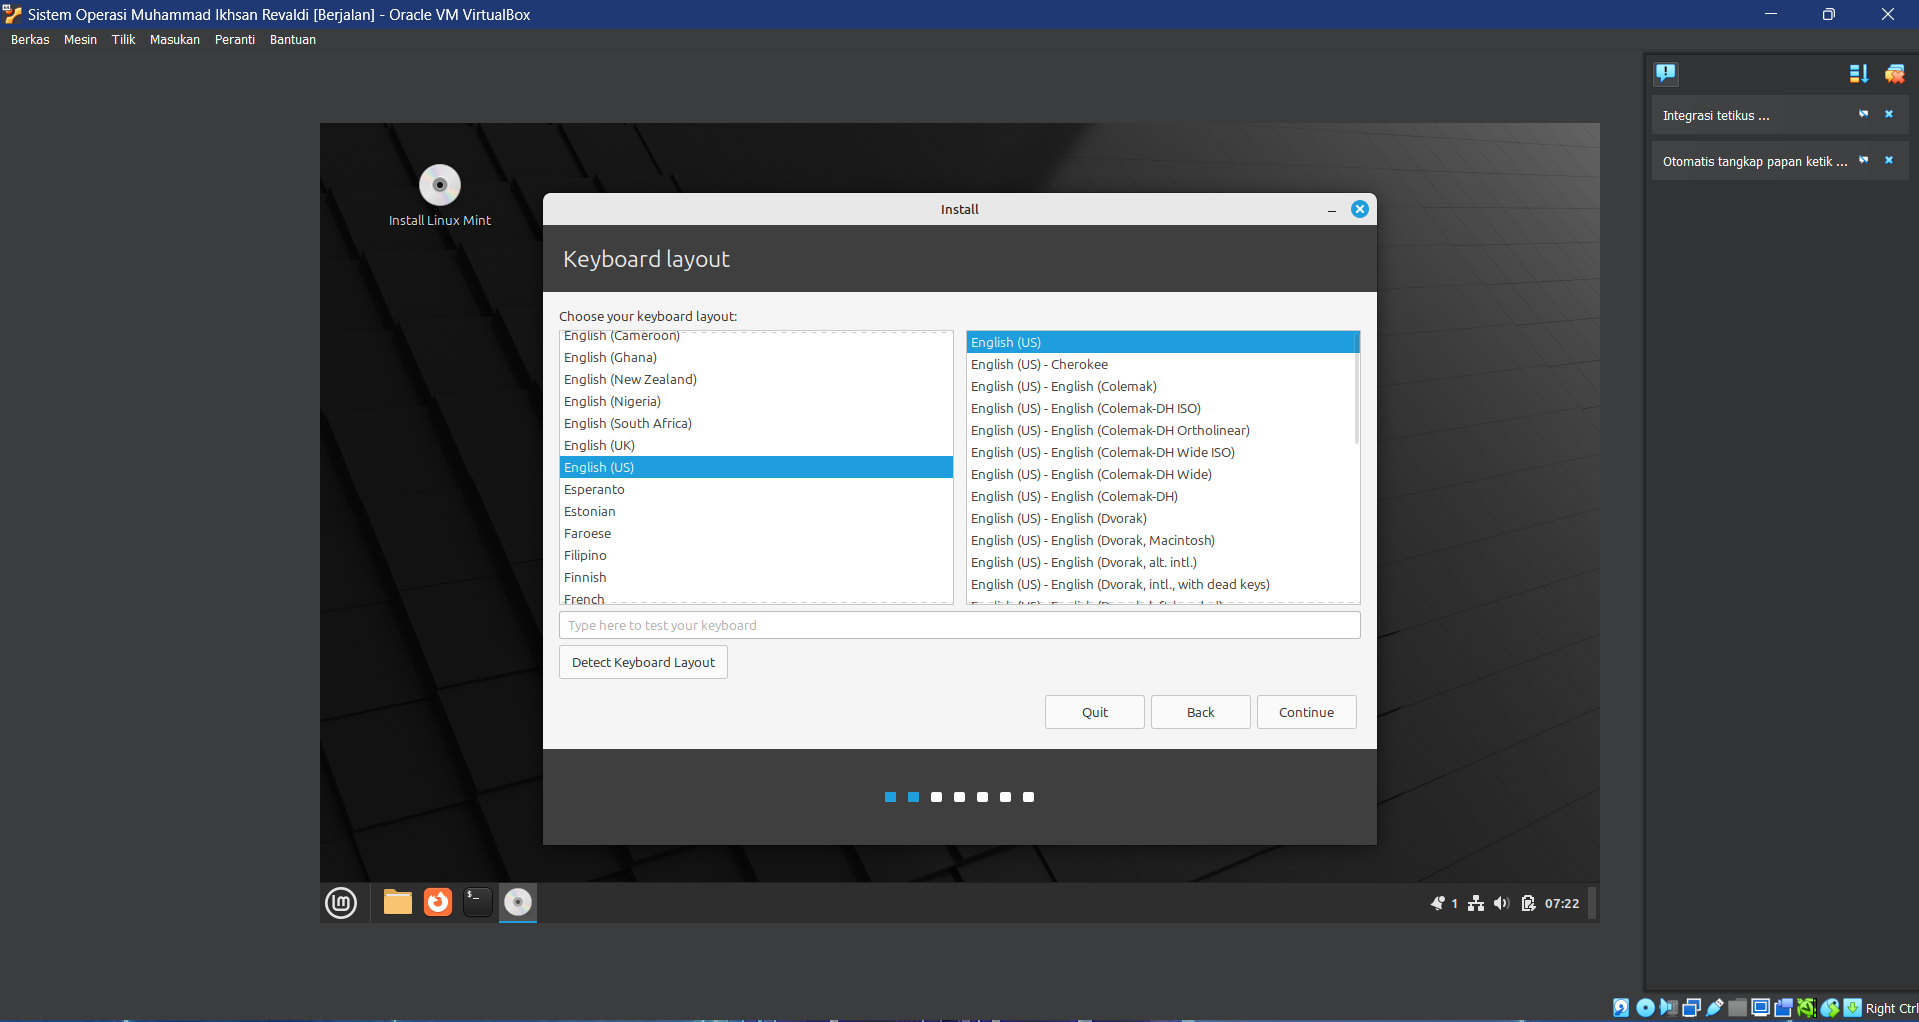 Sistem Operasi Muhammad Ikhsan Revaldi [Berjalan] - Oracle VM VirtualBox
Berkas Mesin Tilik Masukan Peranti Bantuan
Integrasi tetikus ...
Otomatis tangkap papan ketik ...
Install Linux Mint
Install
Keyboard layout
Choose your keyboard layout:
English (Cameroon)
English (Ghana)
English (New Zealand)
English (Nigeria)
English (South Africa)
English (UK)
English (US)
Esperanto
Estonian
Faroese
Filipino
Finnish
French
English (US)
English (US) - Cherokee
English (US) - English (Colemak)
English (US) - English (Colemak-DH ISO)
English (US) - English (Colemak-DH Ortholinear)
English (US) - English (Colemak-DH Wide ISO)
English (US) - English (Colemak-DH Wide)
English (US) - English (Colemak-DH)
English (US) - English (Dvorak)
English (US) - English (Dvorak, Macintosh)
English (US) - English (Dvorak, alt. intl.)
English (US) - English (Dvorak, intl., with dead keys)
Type here to test your keyboard
Detect Keyboard Layout
Quit Back Continue
1 07:22
Right Ctrl